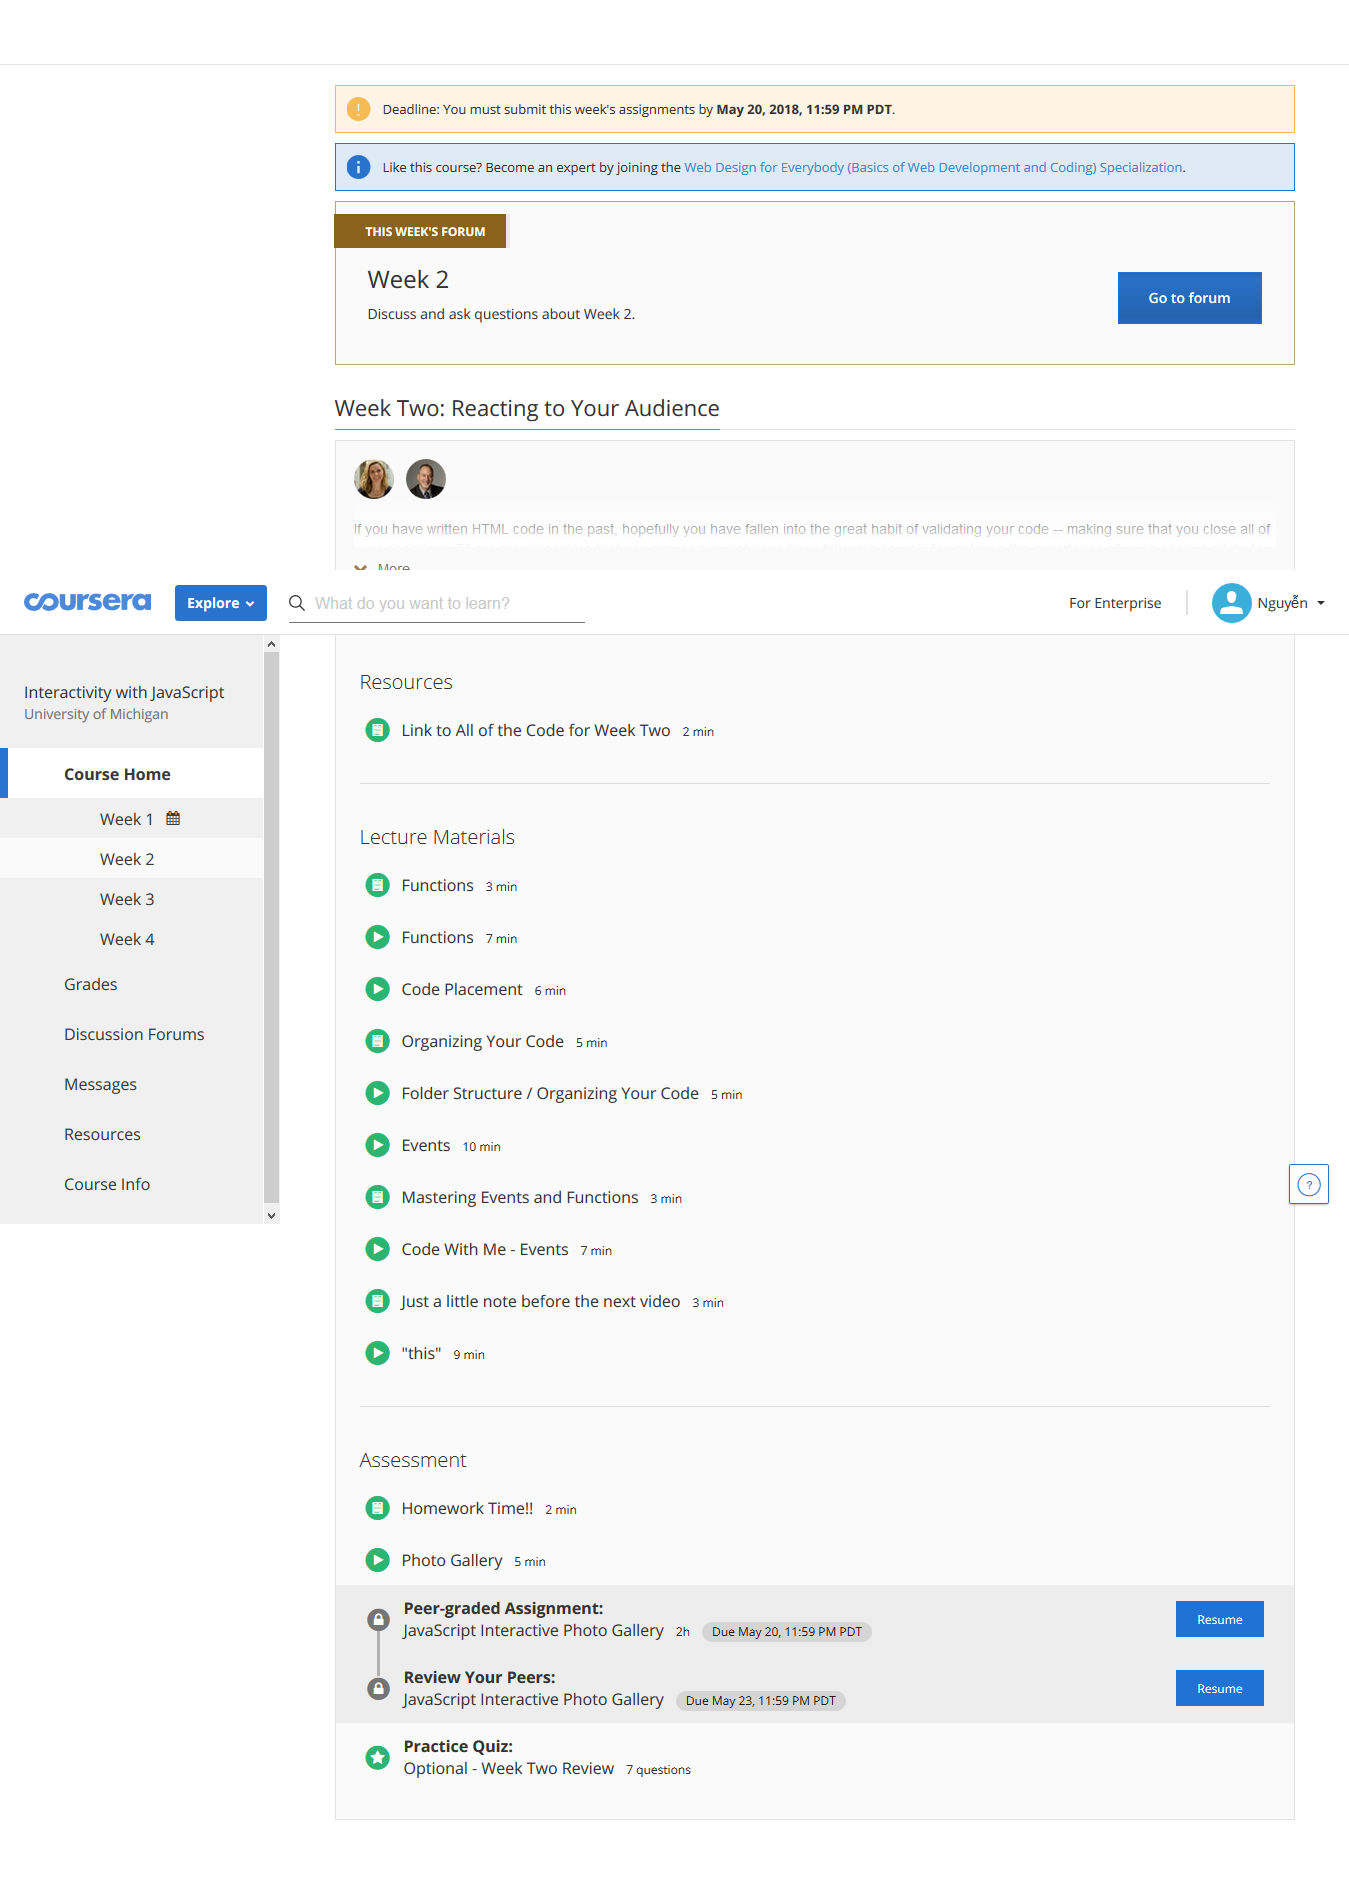 Deadline: You must submit this week's assignments by May 20, 2018, 11:59 PM PDT.
Like this course? Become an expert by joining the Web Design for Everybody (Basics of Web Development and Coding) Specialization.
THIS WEEK'S FORUM
Week 2
Discuss and ask questions about Week 2.
Go to forum
Week Two: Reacting to Your Audience
If you have written HTML code in the past, hopefully you have fallen into the great habit of validating your code -- making sure that you close all of
More
coursera
Explore
What do you want to learn?
For Enterprise
Nguyễn
Interactivity with JavaScript
University of Michigan
Course Home
Week 1
Week 2
Week 3
Week 4
Grades
Discussion Forums
Messages
Resources
Course Info
Resources
Link to All of the Code for Week Two 2 min
Lecture Materials
Functions 3 min
Functions 7 min
Code Placement 6 min
Organizing Your Code 5 min
Folder Structure / Organizing Your Code 5 min
Events 10 min
Mastering Events and Functions 3 min
Code With Me - Events 7 min
Just a little note before the next video 3 min
"this" 9 min
Assessment
Homework Time!! 2 min
Photo Gallery 5 min
Peer-graded Assignment:
JavaScript Interactive Photo Gallery 2h Due May 20, 11:59 PM PDT
Resume
Review Your Peers:
JavaScript Interactive Photo Gallery Due May 23, 11:59 PM PDT
Resume
Practice Quiz:
Optional - Week Two Review 7 questions
?